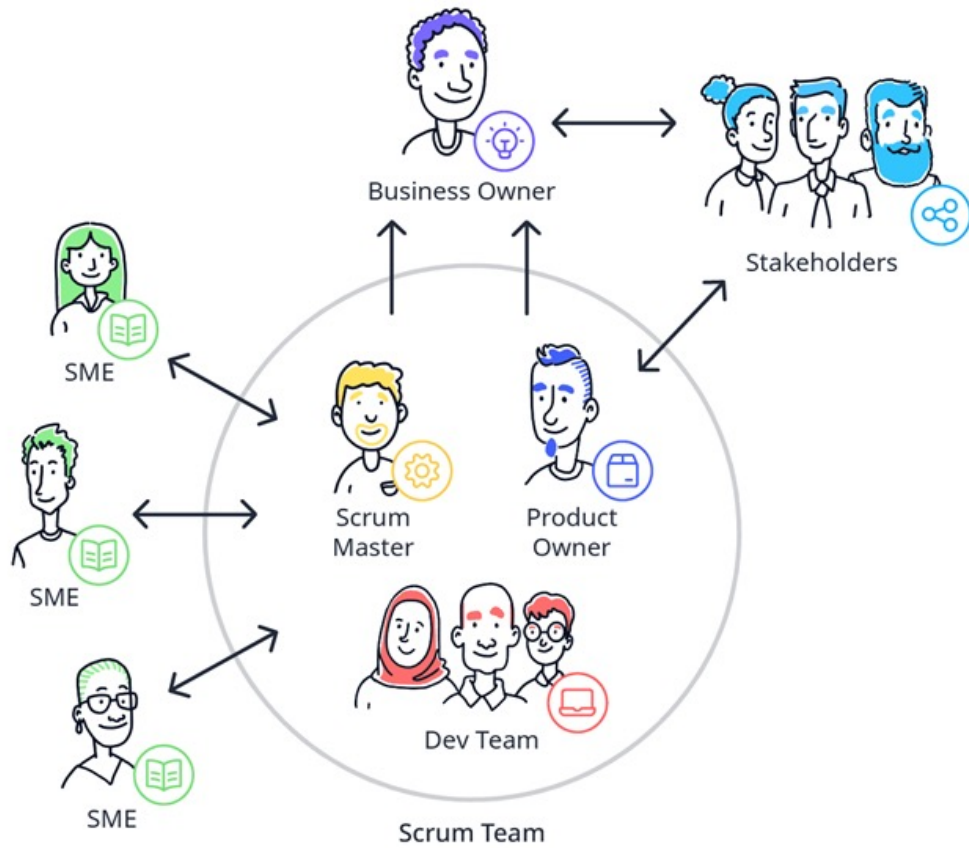 Business Owner
Stakeholders
SME
SME
Scrum
Master
Product
Owner
Dev Team
SME
Scrum Team